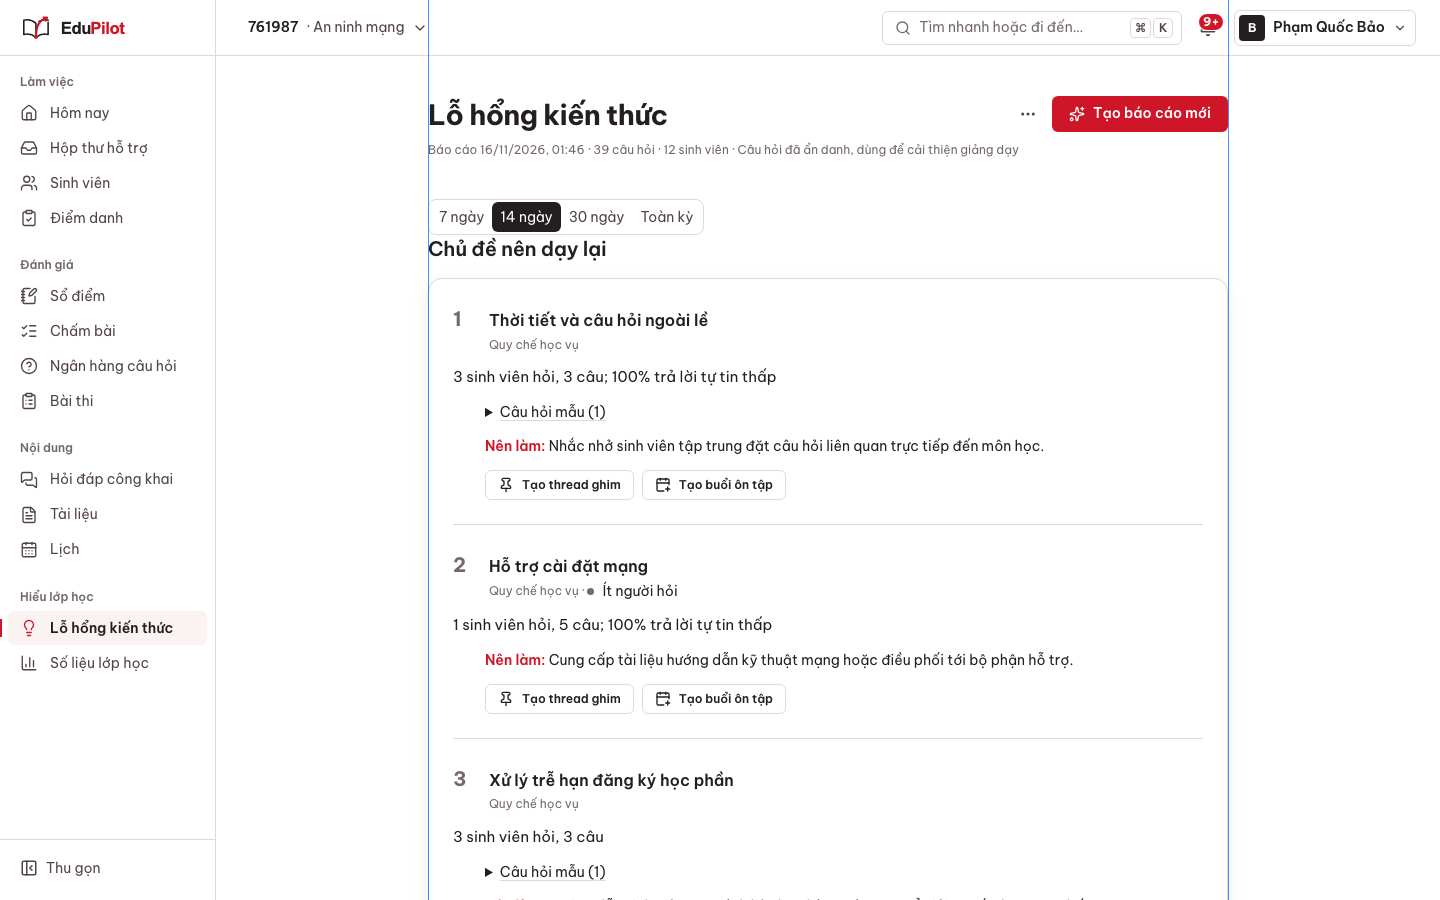 EduPilot
761987 · An ninh mạng
Tìm nhanh hoặc đi đến...
⌘ K
9+
B Phạm Quốc Bảo
Làm việc
Hôm nay
Hộp thư hỗ trợ
Sinh viên
Điểm danh
Đánh giá
Sổ điểm
Chấm bài
Ngân hàng câu hỏi
Bài thi
Nội dung
Hỏi đáp công khai
Tài liệu
Lịch
Hiểu lớp học
Lỗ hổng kiến thức
Số liệu lớp học
Thu gọn
Lỗ hổng kiến thức
Tạo báo cáo mới
Báo cáo 16/11/2026, 01:46 · 39 câu hỏi · 12 sinh viên · Câu hỏi đã ẩn danh, dùng để cải thiện giảng dạy
7 ngày 14 ngày 30 ngày Toàn kỳ
Chủ đề nên dạy lại
1 Thời tiết và câu hỏi ngoài lề
Quy chế học vụ
3 sinh viên hỏi, 3 câu; 100% trả lời tự tin thấp
Câu hỏi mẫu (1)
Nên làm: Nhắc nhở sinh viên tập trung đặt câu hỏi liên quan trực tiếp đến môn học.
Tạo thread ghim Tạo buổi ôn tập
2 Hỗ trợ cài đặt mạng
Quy chế học vụ · Ít người hỏi
1 sinh viên hỏi, 5 câu; 100% trả lời tự tin thấp
Nên làm: Cung cấp tài liệu hướng dẫn kỹ thuật mạng hoặc điều phối tới bộ phận hỗ trợ.
Tạo thread ghim Tạo buổi ôn tập
3 Xử lý trễ hạn đăng ký học phần
Quy chế học vụ
3 sinh viên hỏi, 3 câu
Câu hỏi mẫu (1)